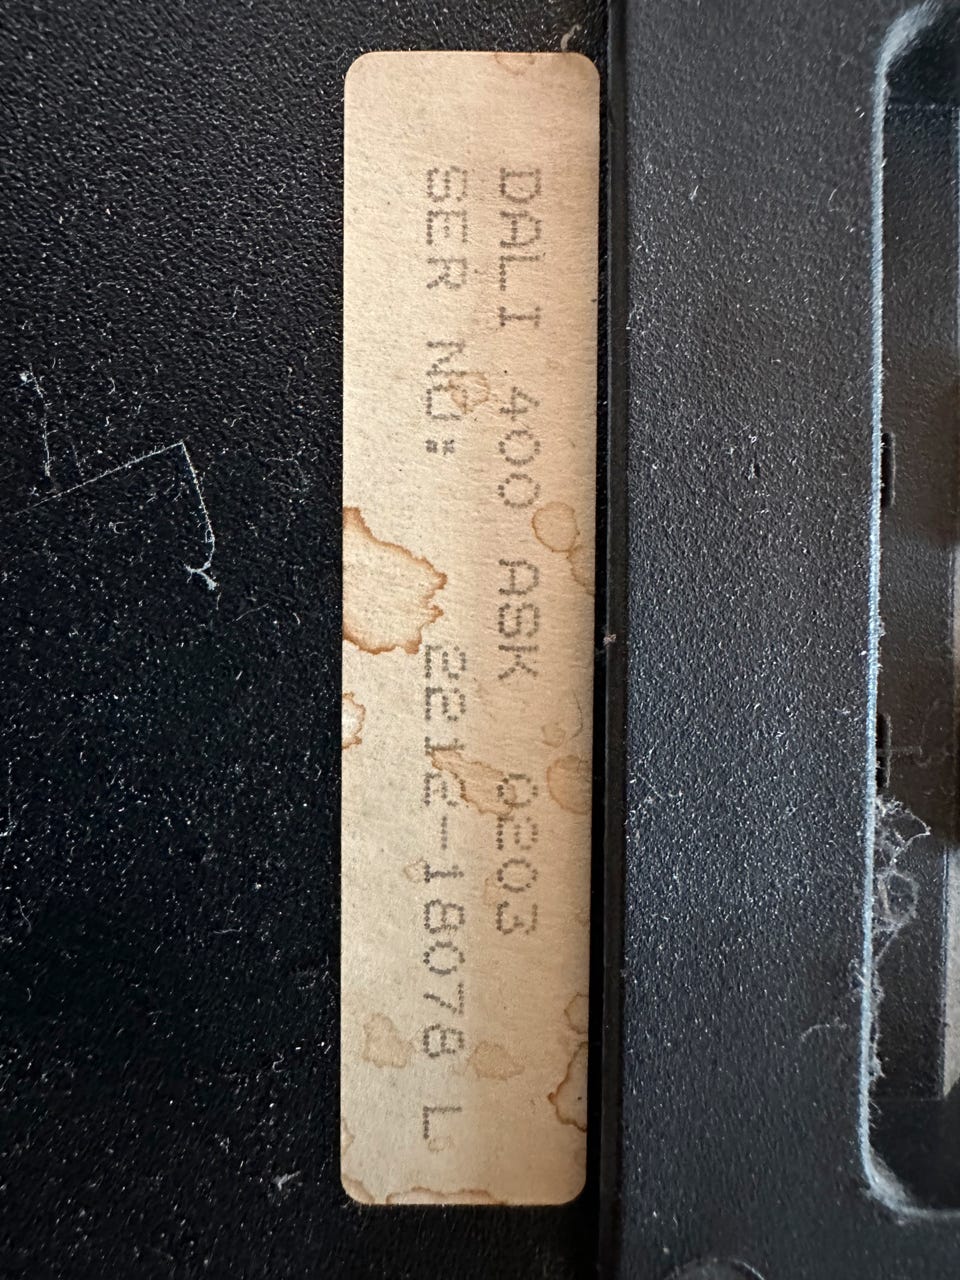 DALI 400 ASK 0203
SER NO: 2212-18078 L